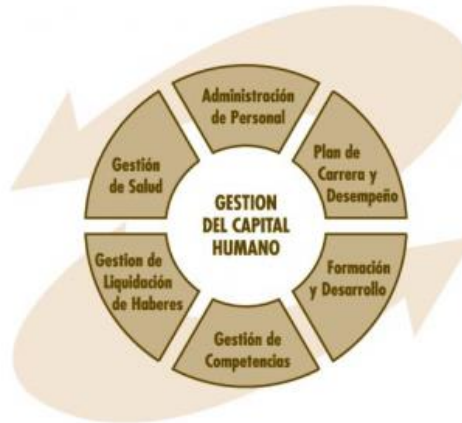 Administración
de Personal
Plan de
Carrera y
Desempeño
Formación
y Desarrollo
Gestión de
Competencias
Gestion de
Liquidación
de Haberes
Gestión
de Salud
GESTION
DEL CAPITAL
HUMANO